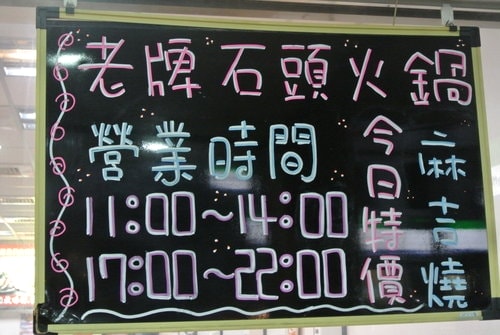 老牌石頭火鍋
營業時間
11:00～14:00
17:00～22:00
今日特價
麻吉燒